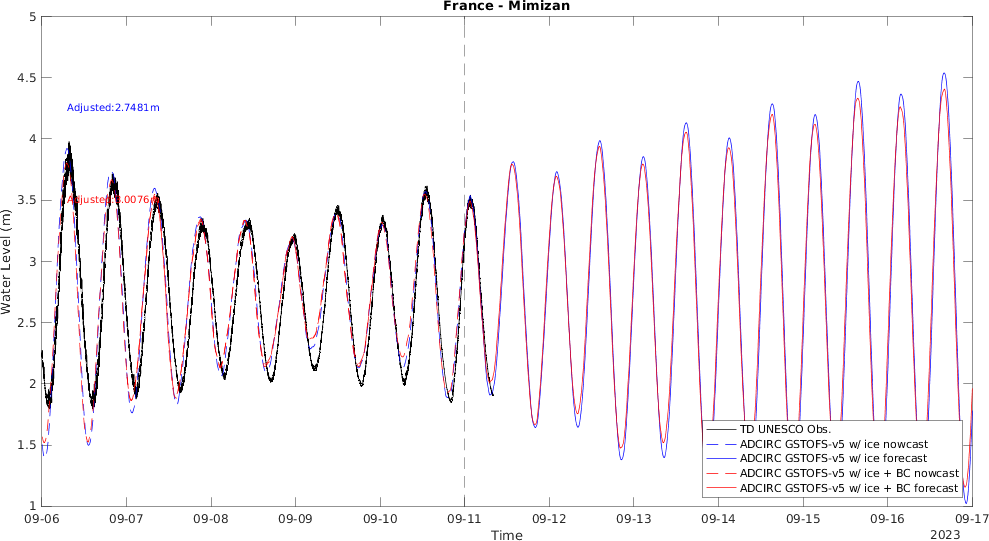 France - Mimizan
5
4.5
4
3.5
3
2.5
2
1.5
1
Water Level (m)
Adjusted:2.7481m
Adjusted:3.0076m
TD UNESCO Obs.
ADCIRC GSTOFS-v5 w/ ice nowcast
ADCIRC GSTOFS-v5 w/ ice forecast
ADCIRC GSTOFS-v5 w/ ice + BC nowcast
ADCIRC GSTOFS-v5 w/ ice + BC forecast
09-06 09-07 09-08 09-09 09-10 09-11 09-12 09-13 09-14 09-15 09-16 09-17
Time
2023